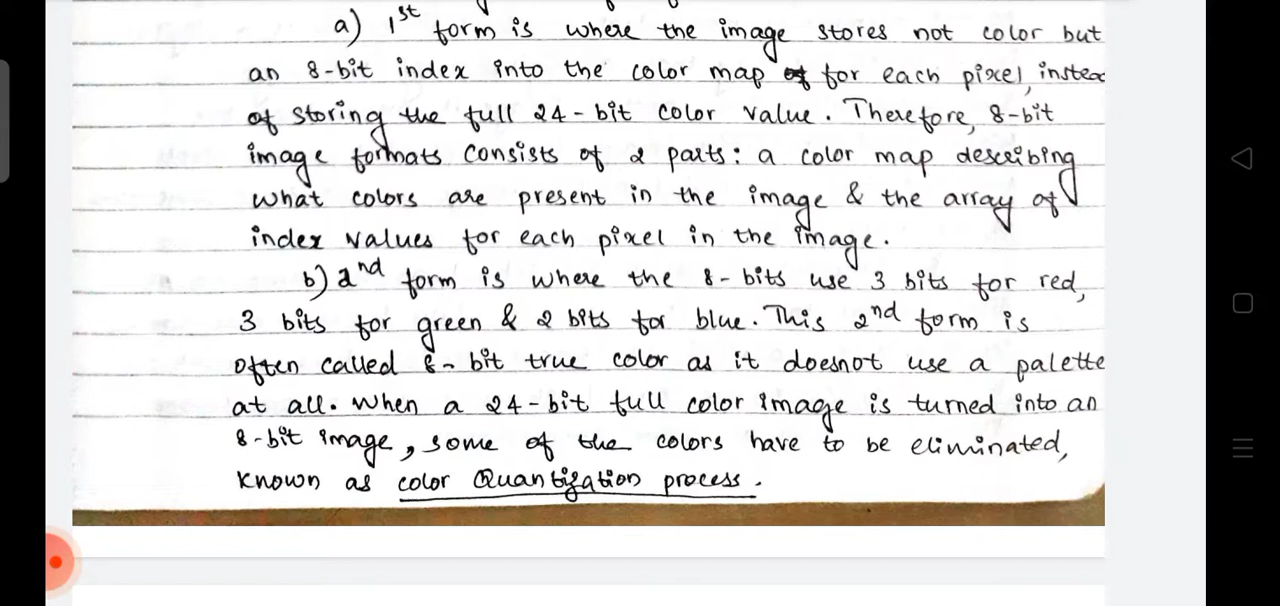 a) 1st form is where the image stores not color but
an 8-bit index into the color map of for each pixel, instea
of storing the full 24-bit color value. Therefore, 8-bit
image formats consists of 2 parts: a color map describing
what colors are present in the image & the array of
index values for each pixel in the image.
b) 2nd form is where the 8-bits use 3 bits for red,
3 bits for green & 2 bits for blue. This 2nd form is
often called 8-bit true color as it doesnot use a palette
at all. When a 24-bit full color image is turned into an
8-bit image, some of the colors have to be eliminated,
known as color Quantization process.